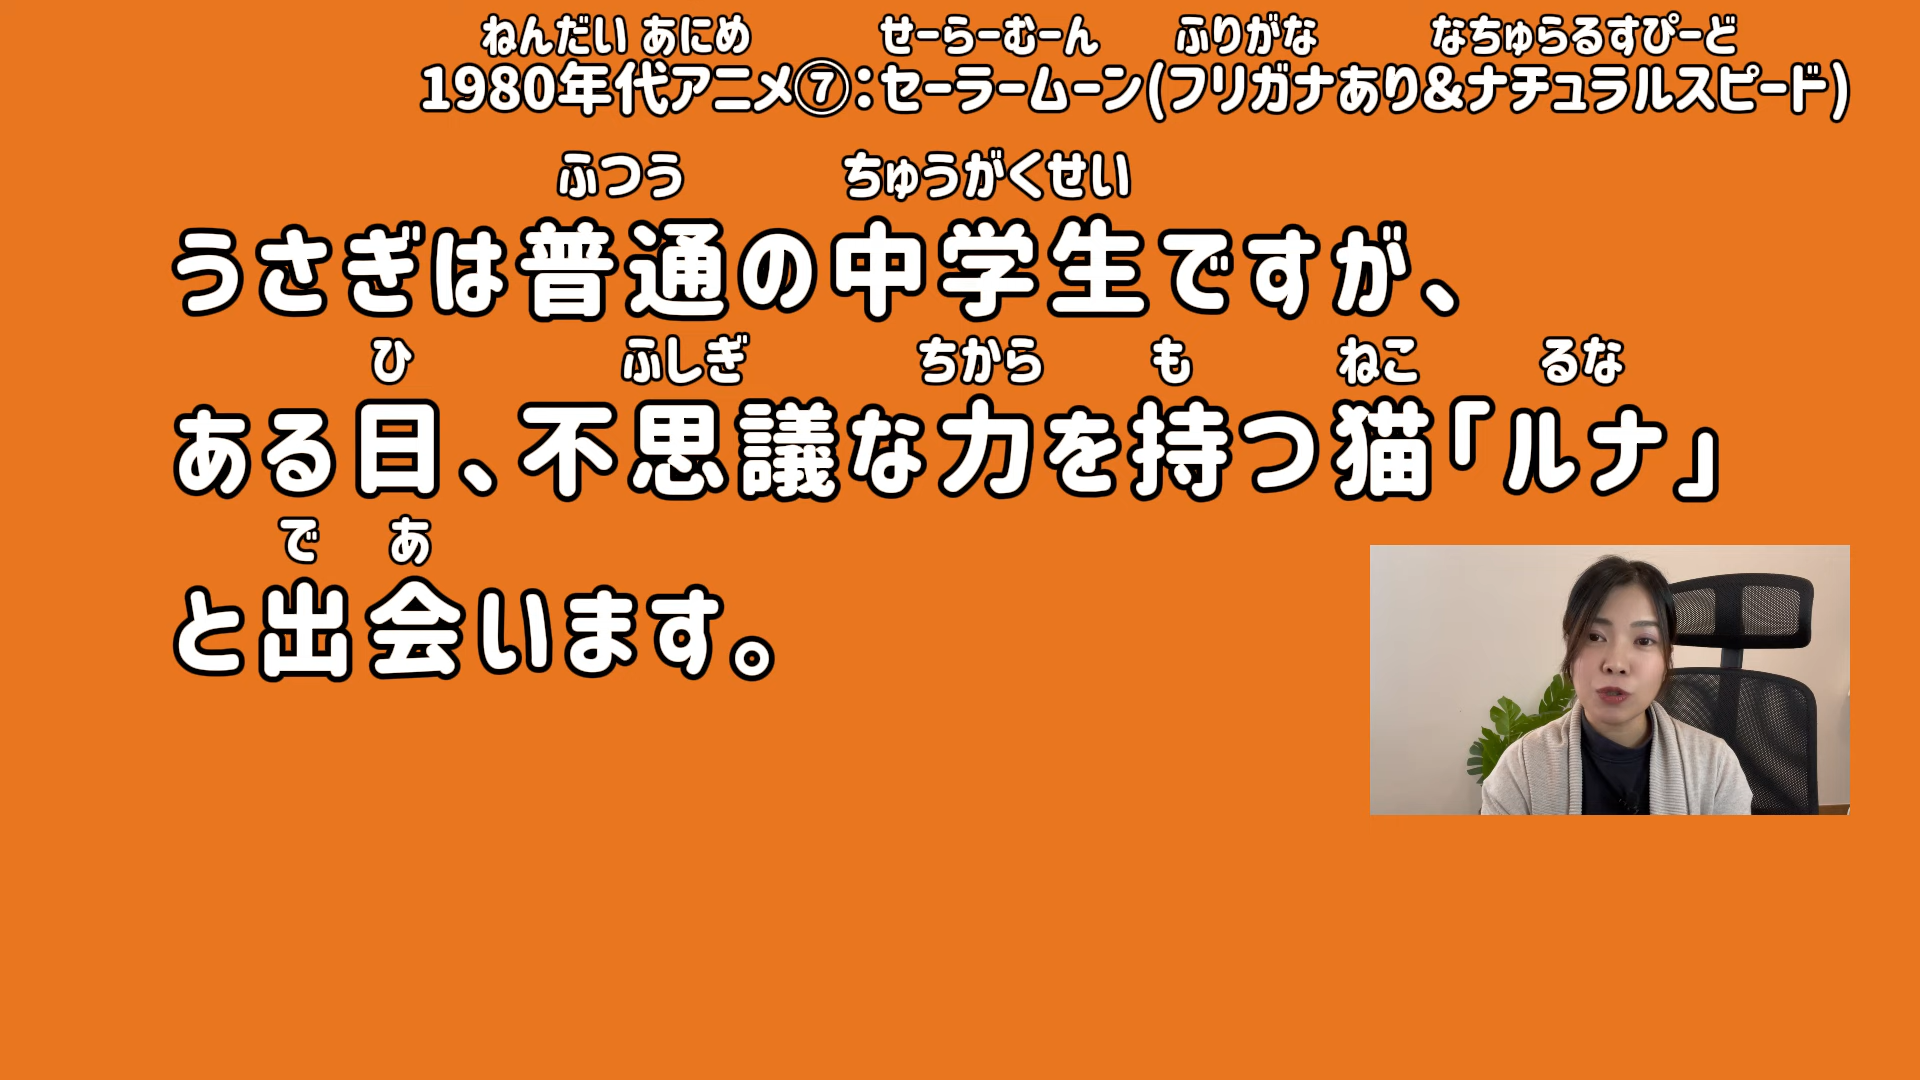 ねんだい あにめ せーらーむーん ふりがな なちゅらるすぴーど
1980年代アニメ⑦:セーラームーン(フリガナあり&ナチュラルスピード)
ふつう ちゅうがくせい
うさぎは普通の中学生ですが、
ひ ふしぎ ちから も ねこ るな
ある日、不思議な力を持つ猫「ルナ」
で あ
と出会います。